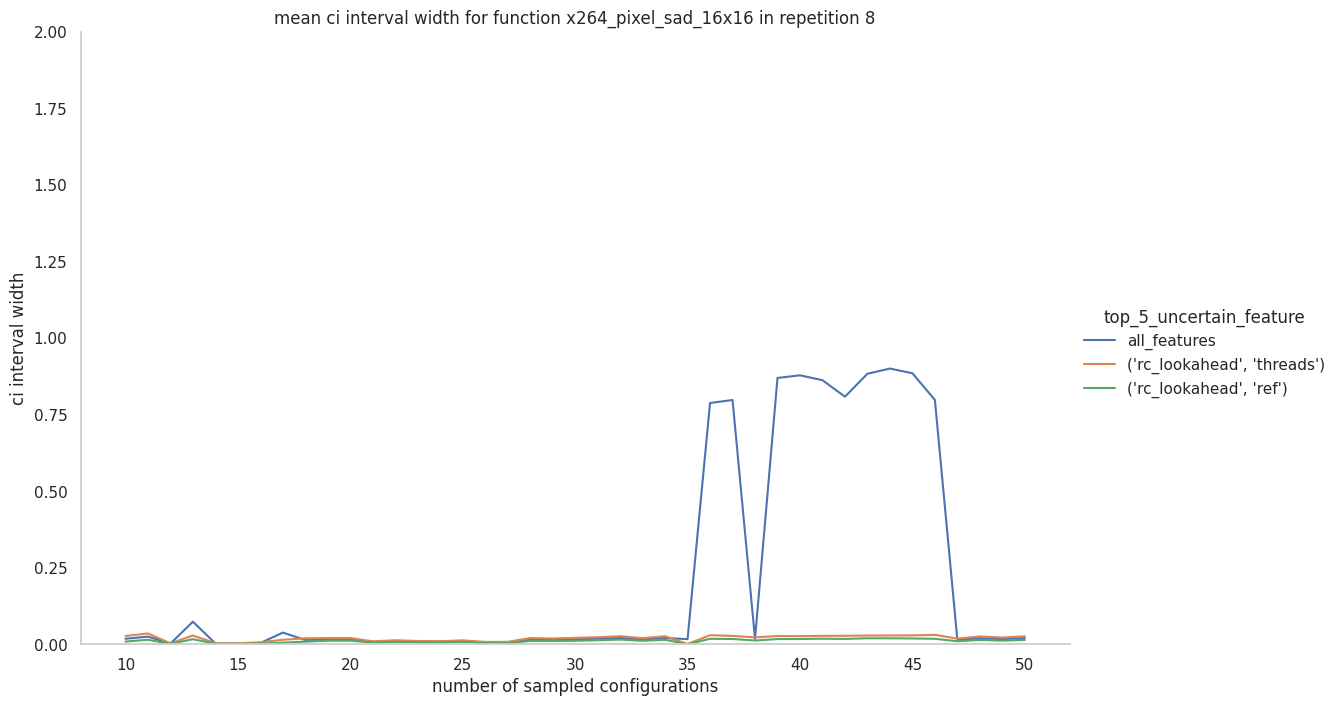 mean ci interval width for function x264_pixel_sad_16x16 in repetition 8
2.00
1.75
1.50
1.25
1.00
0.75
0.50
0.25
0.00
ci interval width
10 15 20 25 30 35 40 45 50
number of sampled configurations
top_5_uncertain_feature
all_features
('rc_lookahead', 'threads')
('rc_lookahead', 'ref')